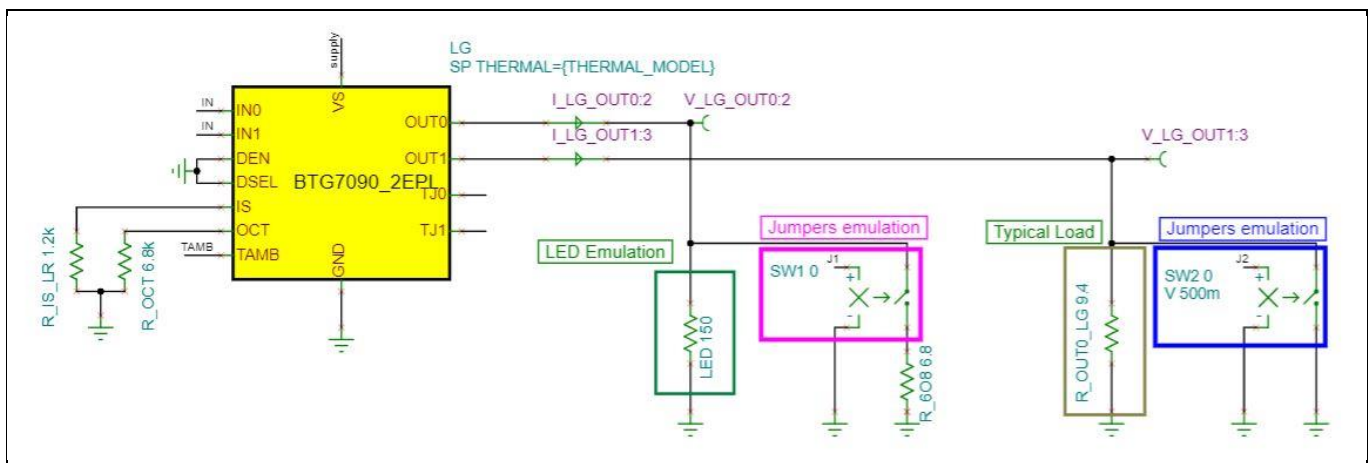 supply
LG
SP THERMAL={THERMAL_MODEL}
VS
I_LG_OUT0:2
V_LG_OUT0:2
IN
IN0
OUT0
IN
IN1
I_LG_OUT1:3
V_LG_OUT1:3
DEN
OUT1
DSEL
BTG7090_2EPL
TJ0
IS
OCT
TJ1
TAMB
TAMB
GND
R_IS_LR 1.2k
R_OCT 6.8k
LED Emulation
Jumpers emulation
Typical Load
Jumpers emulation
J1
SW1 0
+
-
LED 150
R_6O8 6.8
R_OUT0_LG 9.4
J2
SW2 0
V 500m
+
-